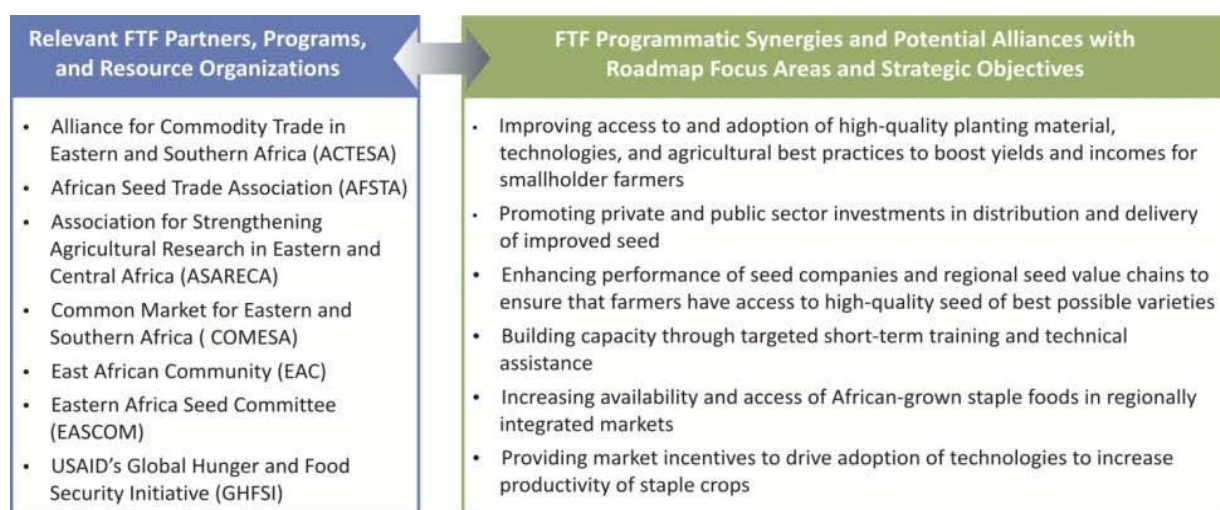 Relevant FTF Partners, Programs,
and Resource Organizations
• Alliance for Commodity Trade in
Eastern and Southern Africa (ACTESA)
• African Seed Trade Association (AFSTA)
• Association for Strengthening
Agricultural Research in Eastern and
Central Africa (ASARECA)
• Common Market for Eastern and
Southern Africa ( COMESA)
• East African Community (EAC)
• Eastern Africa Seed Committee
(EASCOM)
• USAID's Global Hunger and Food
Security Initiative (GHFSI)
FTF Programmatic Synergies and Potential Alliances with
Roadmap Focus Areas and Strategic Objectives
• Improving access to and adoption of high-quality planting material,
technologies, and agricultural best practices to boost yields and incomes for
smallholder farmers
• Promoting private and public sector investments in distribution and delivery
of improved seed
• Enhancing performance of seed companies and regional seed value chains to
ensure that farmers have access to high-quality seed of best possible varieties
• Building capacity through targeted short-term training and technical
assistance
• Increasing availability and access of African-grown staple foods in regionally
integrated markets
• Providing market incentives to drive adoption of technologies to increase
productivity of staple crops